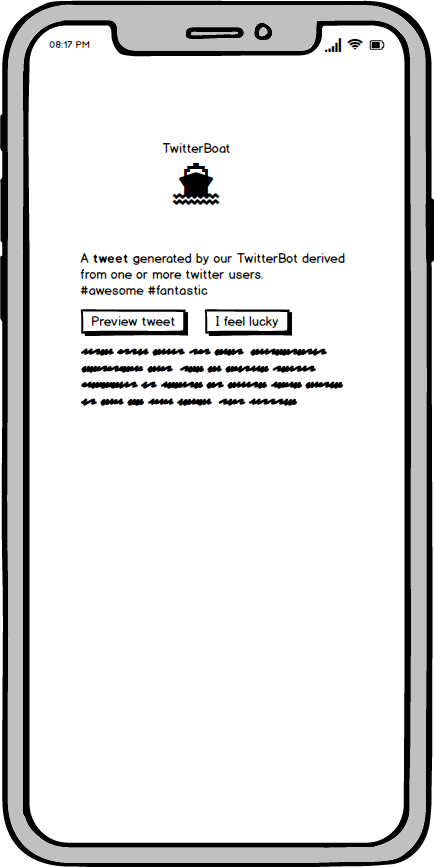 08:17 PM
TwitterBoat
A tweet generated by our TwitterBot derived
from one or more twitter users.
#awesome #fantastic
Preview tweet
I feel lucky